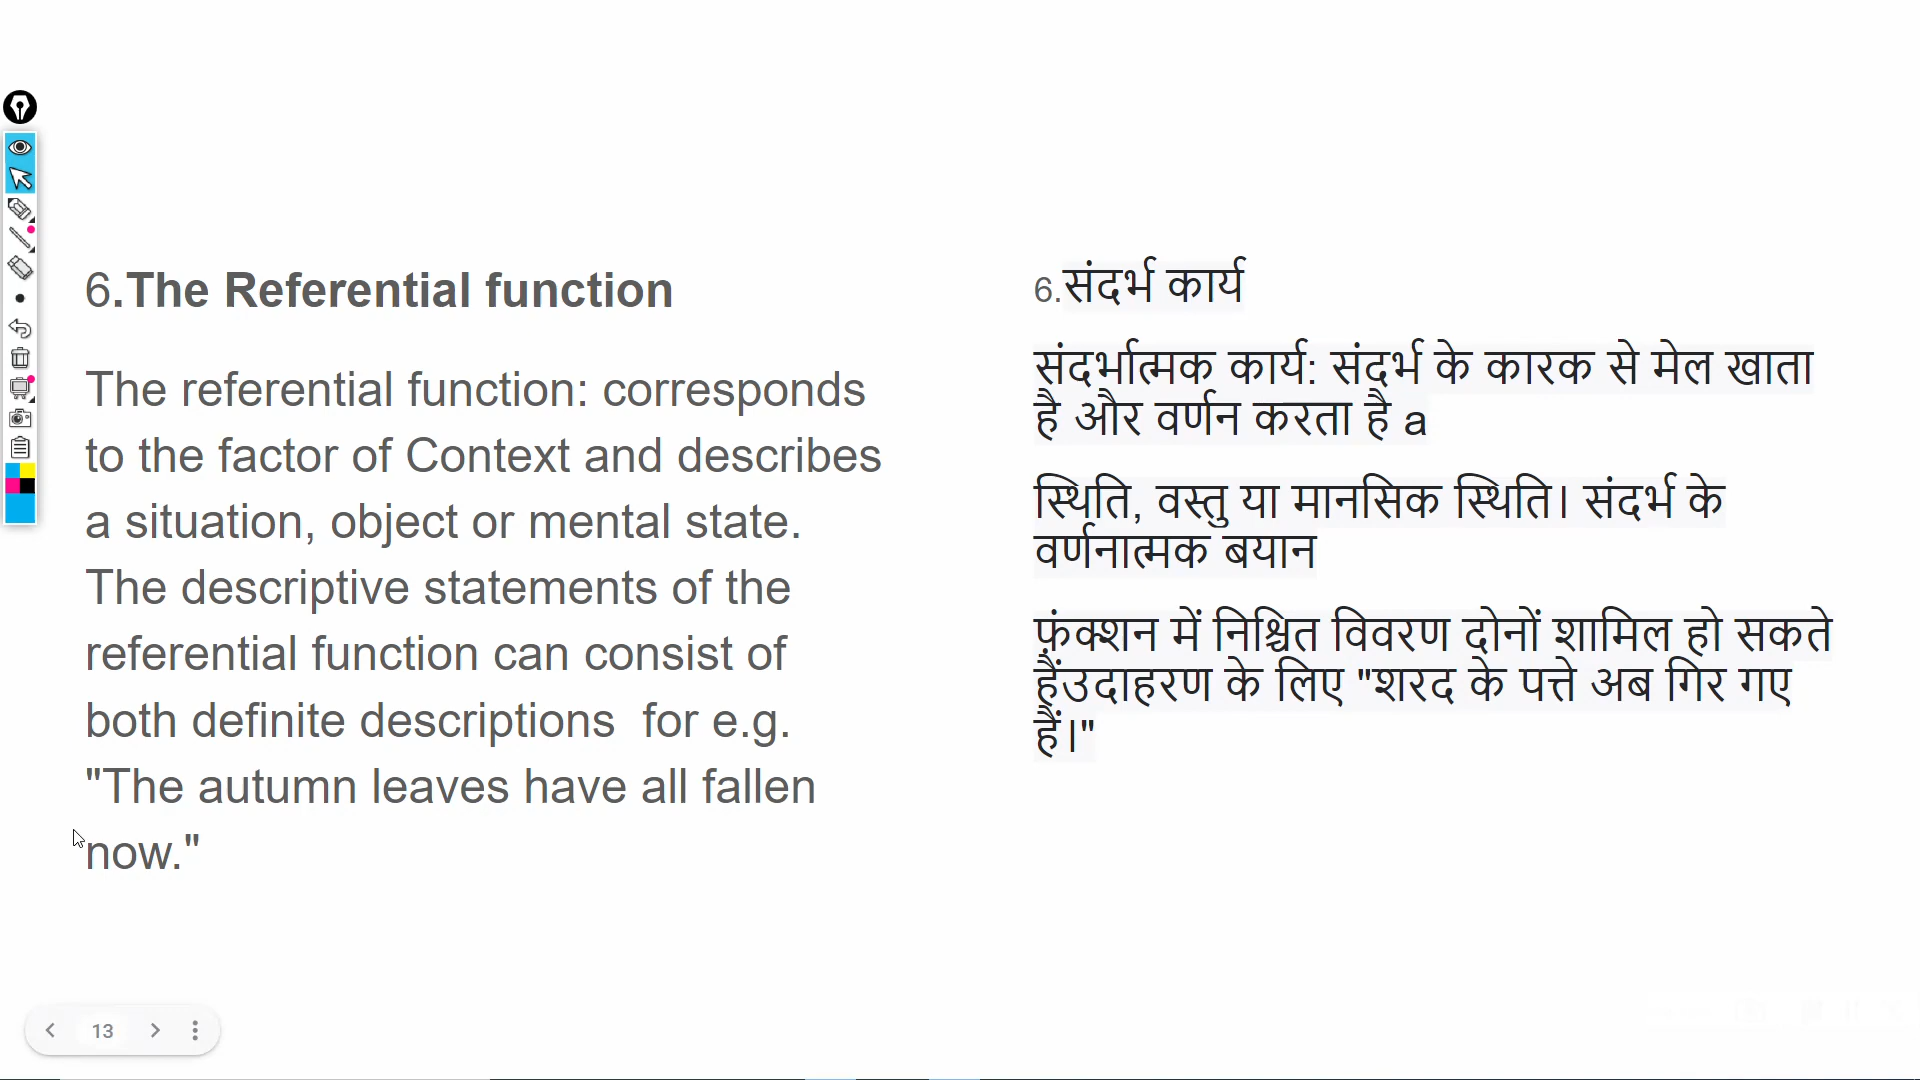 6.The Referential function
The referential function: corresponds
to the factor of Context and describes
a situation, object or mental state.
The descriptive statements of the
referential function can consist of
both definite descriptions  for e.g.
"The autumn leaves have all fallen
now."
6.संदर्भ कार्य
संदर्भात्मक कार्य: संदर्भ के कारक से मेल खाता
है और वर्णन करता है a
स्थिति, वस्तु या मानसिक स्थिति। संदर्भ के
वर्णनात्मक बयान
फ़ंक्शन में निश्चित विवरण दोनों शामिल हो सकते
हैंउदाहरण के लिए "शरद के पत्ते अब गिर गए
हैं।"
13